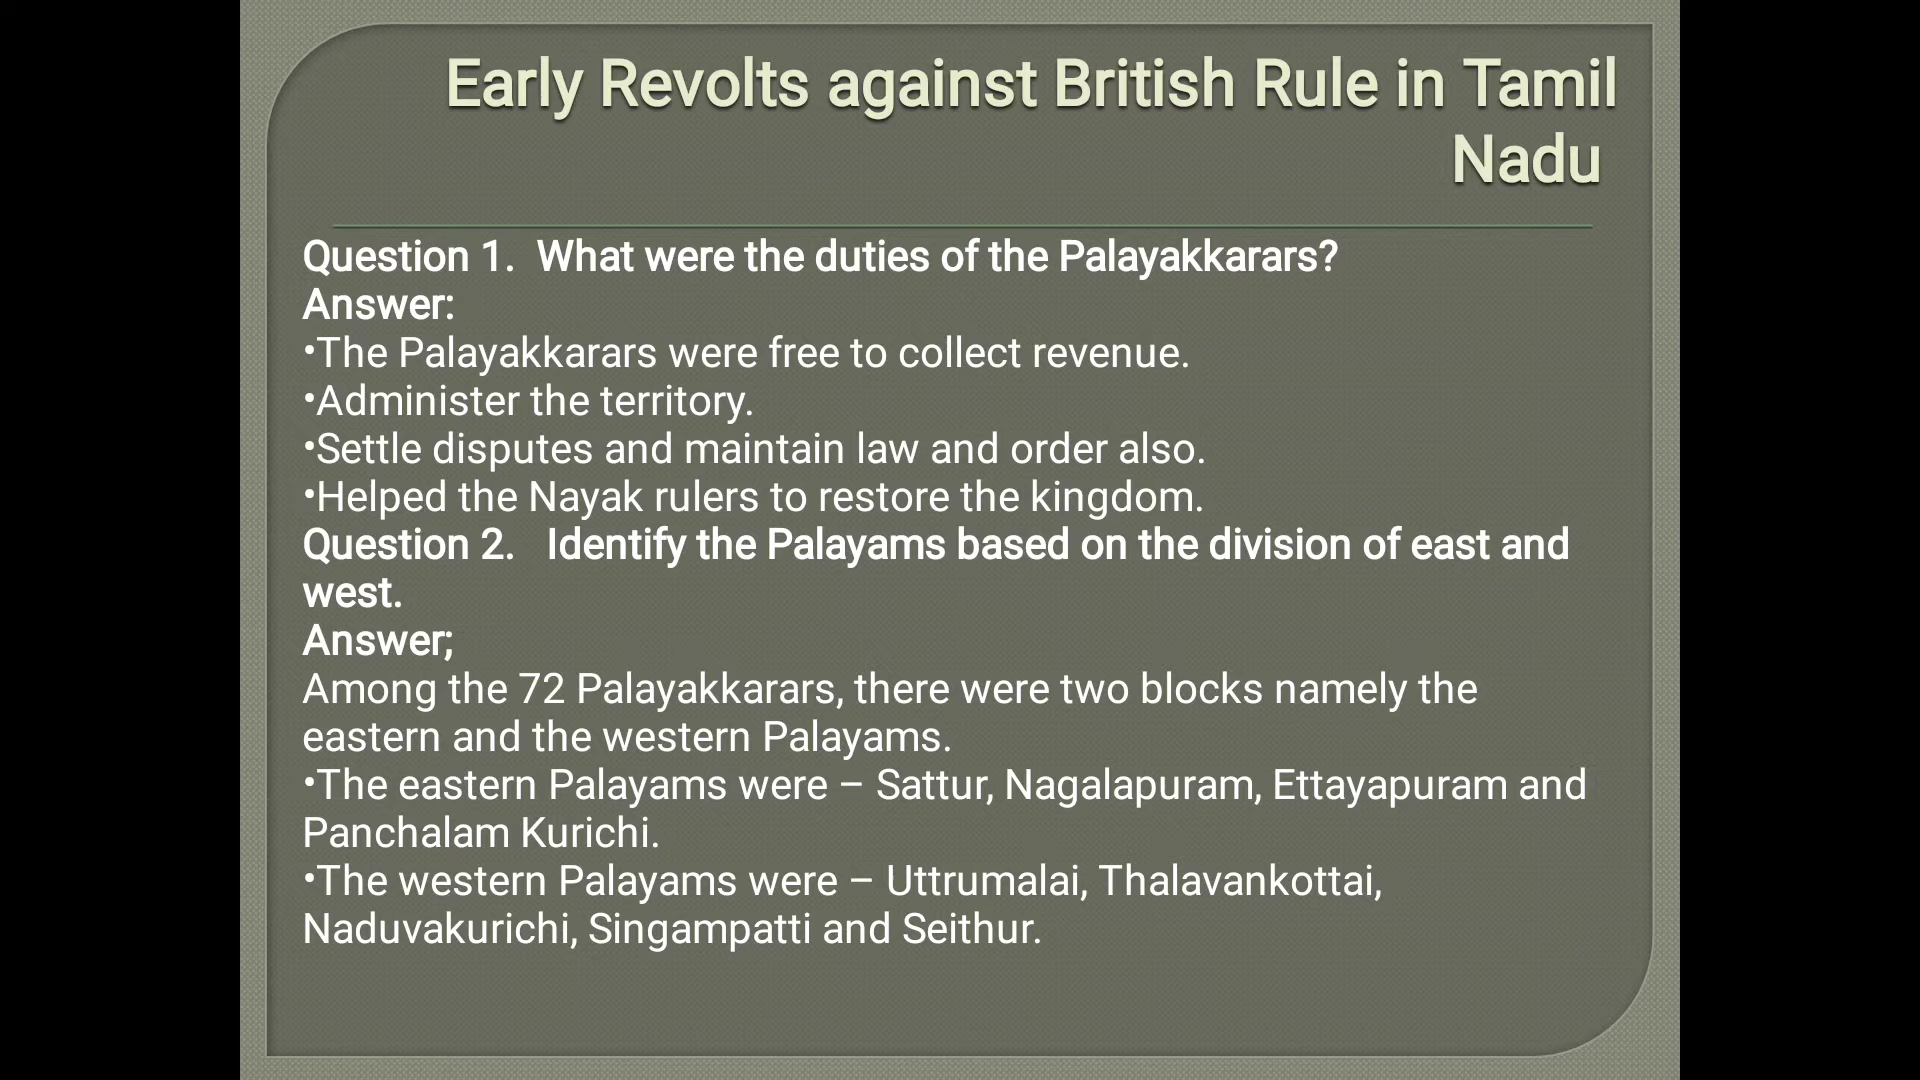 Early Revolts against British Rule in Tamil
Nadu
Question 1.  What were the duties of the Palayakkarars?
Answer:
•The Palayakkarars were free to collect revenue.
•Administer the territory.
•Settle disputes and maintain law and order also.
•Helped the Nayak rulers to restore the kingdom.
Question 2.   Identify the Palayams based on the division of east and
west.
Answer;
Among the 72 Palayakkarars, there were two blocks namely the
eastern and the western Palayams.
•The eastern Palayams were – Sattur, Nagalapuram, Ettayapuram and
Panchalam Kurichi.
•The western Palayams were – Uttrumalai, Thalavankottai,
Naduvakurichi, Singampatti and Seithur.